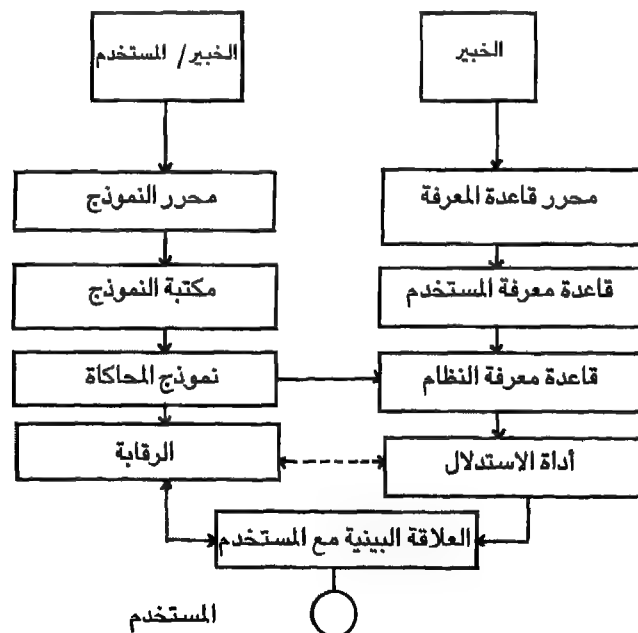 الخبير
الخبير / المستخدم
محرر قاعدة المعرفة
محرر النموذج
قاعدة معرفة المستخدم
مكتبة النموذج
قاعدة معرفة النظام
نموذج المحاكاة
أداة الاستدلال
الرقابة
العلاقة البينية مع المستخدم
المستخدم